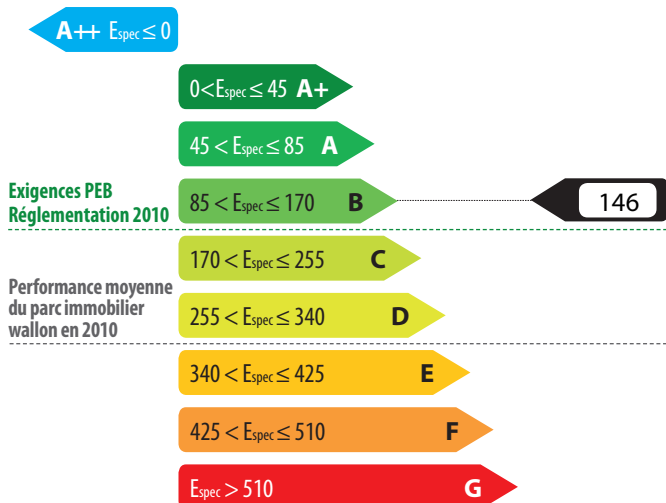 A++ Espec ≤ 0
0<Espec ≤ 45 A+
45 < Espec ≤ 85 A
Exigences PEB
Réglementation 2010
85 < Espec ≤ 170 B
146
170 < Espec ≤ 255 C
Performance moyenne
du parc immobilier
wallon en 2010
255 < Espec ≤ 340 D
340 < Espec ≤ 425 E
425 < Espec ≤ 510 F
Espec > 510 G